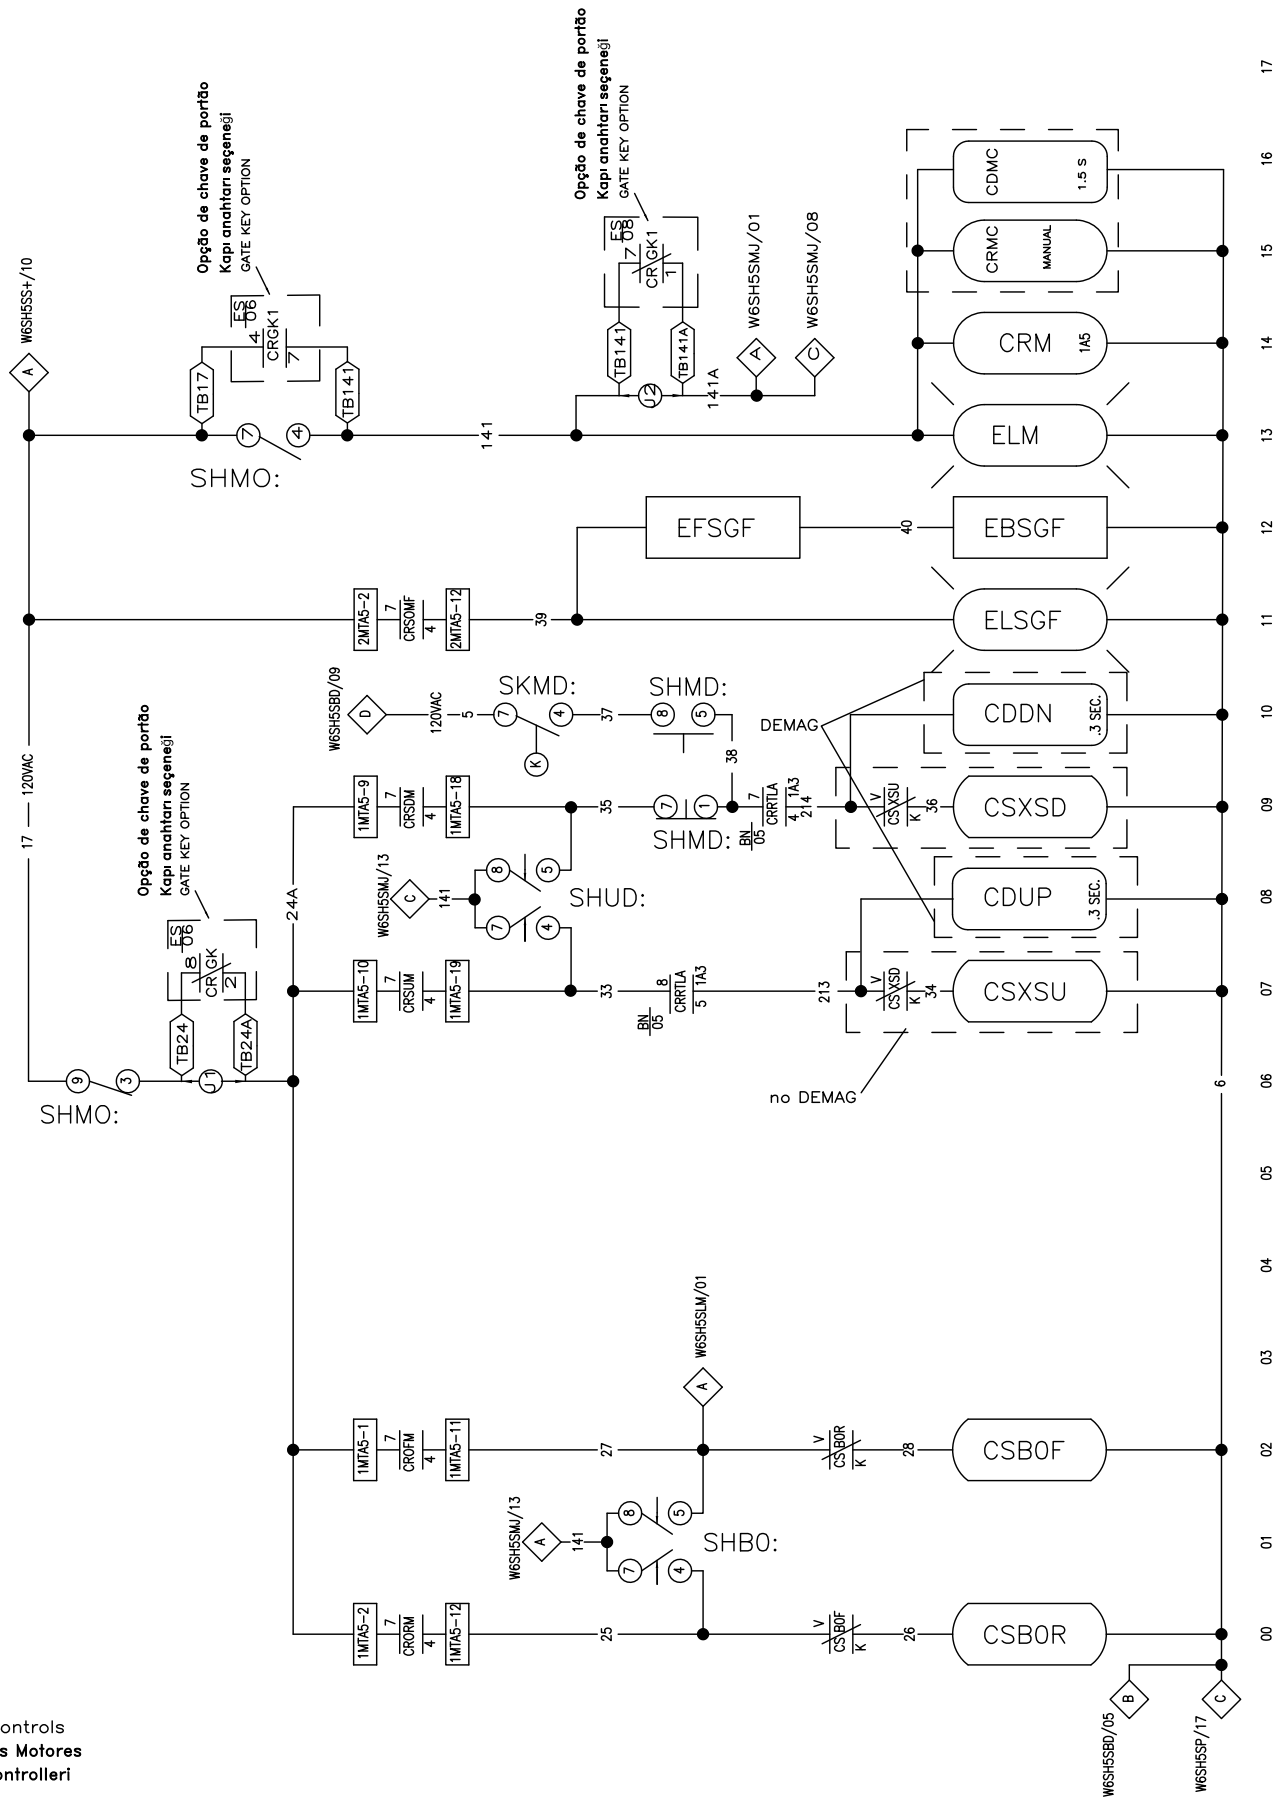 ontrols
s Motores
ontrolleri
W6SH5SS+/10
A
17
120VAC
SHMO:
9
3
TB24
J1
TB24A
8
CRGK
2
ES
06
Opção de chave de portão
Kapı anahtarı seçeneği
GATE KEY OPTION
24A
SHMO:
7
4
TB17
TB141
4
CRGK1
7
ES
06
Opção de chave de portão
Kapı anahtarı seçeneği
GATE KEY OPTION
141
TB141
J2
TB141A
141A
7
CRGK1
1
ES
08
Opção de chave de portão
Kapı anahtarı seçeneği
GATE KEY OPTION
A
W6SH5SMJ/01
C
W6SH5SMJ/08
1MTA5-2
7
CRORM
4
1MTA5-12
25
V
CSBOF
K
26
CSBOR
W6SH5SMJ/13
A
141
7
8
4
5
SHBO:
1MTA5-1
7
CROFM
4
1MTA5-11
27
A
W6SH5SLM/01
V
CSBOR
K
28
CSBOF
1MTA5-10
7
CRSUM
4
1MTA5-19
33
BN
05
8
CRRTLA
5
1A3
213
V
CSXSD
K
34
CSXSU
no DEMAG
W6SH5SMJ/13
C
141
7
8
4
5
SHUD:
CDUP
.3 SEC.
1MTA5-9
7
CRSDM
4
1MTA5-18
35
7
1
SHMD:
BN
05
7
CRRTLA
4
1A3
214
V
CSXSU
K
36
CSXSD
W6SH5SBD/09
D
120VAC
5
SKMD:
7
4
K
37
SHMD:
8
5
38
DEMAG
CDDN
.3 SEC.
2MTA5-2
7
CRSOMF
4
2MTA5-12
39
ELSGF
EFSGF
40
EBSGF
ELM
CRM
1A5
CRMC
MANUAL
CDMC
1.5 S
6
W6SH5SBD/05
B
W6SH5SP/17
C
00
01
02
03
04
05
06
07
08
09
10
11
12
13
14
15
16
17